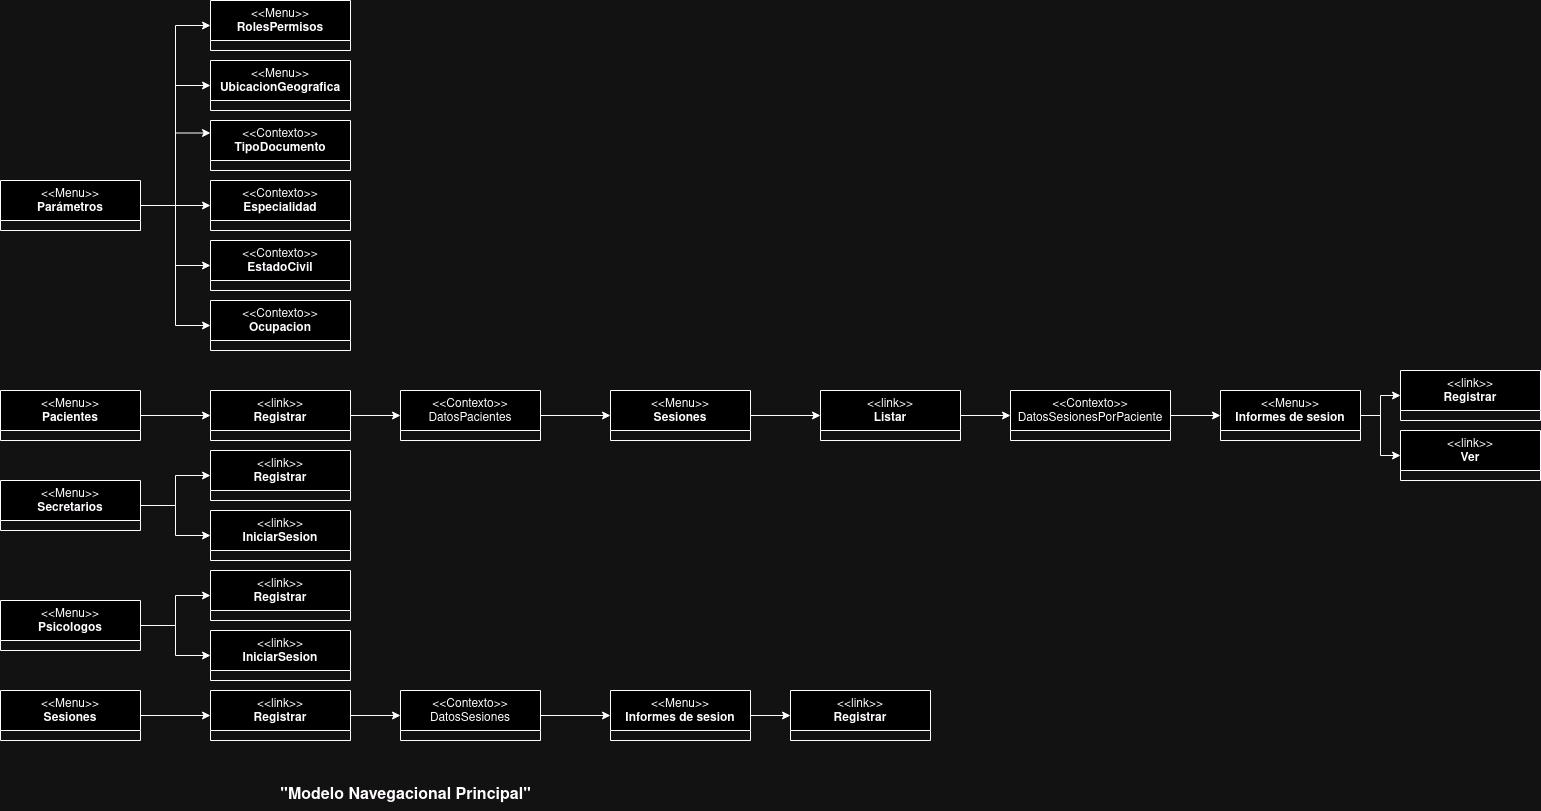 <<Menu>>
RolesPermisos
<<Menu>>
UbicacionGeografica
<<Contexto>>
TipoDocumento
<<Menu>>
Parámetros
<<Contexto>>
Especialidad
<<Contexto>>
EstadoCivil
<<Contexto>>
Ocupacion
<<Menu>>
Pacientes
<<link>>
Registrar
<<Contexto>>
DatosPacientes
<<Menu>>
Sesiones
<<link>>
Listar
<<Contexto>>
DatosSesionesPorPaciente
<<Menu>>
Informes de sesion
<<link>>
Registrar
<<link>>
Ver
<<Menu>>
Secretarios
<<link>>
Registrar
<<link>>
IniciarSesion
<<Menu>>
Psicologos
<<link>>
Registrar
<<link>>
IniciarSesion
<<Menu>>
Sesiones
<<link>>
Registrar
<<Contexto>>
DatosSesiones
<<Menu>>
Informes de sesion
<<link>>
Registrar
"Modelo Navegacional Principal"